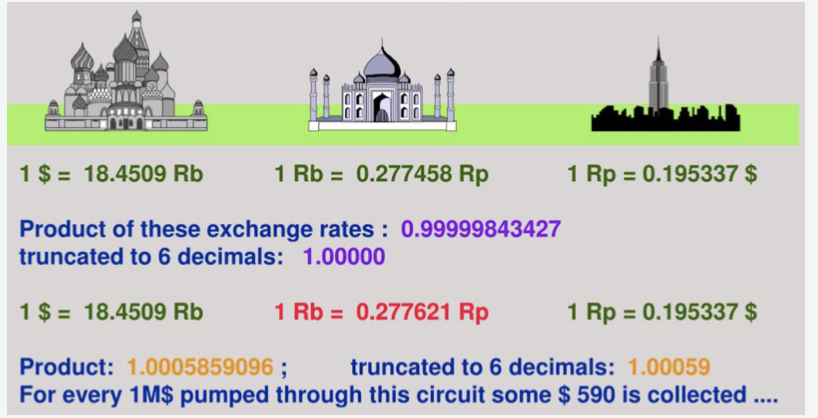 1 $ = 18.4509 Rb 1 Rb = 0.277458 Rp 1 Rp = 0.195337 $
Product of these exchange rates : 0.99999843427
truncated to 6 decimals: 1.00000
1 $ = 18.4509 Rb 1 Rb = 0.277621 Rp 1 Rp = 0.195337 $
Product: 1.0005859096 ; truncated to 6 decimals: 1.00059
For every 1M$ pumped through this circuit some $ 590 is collected ....